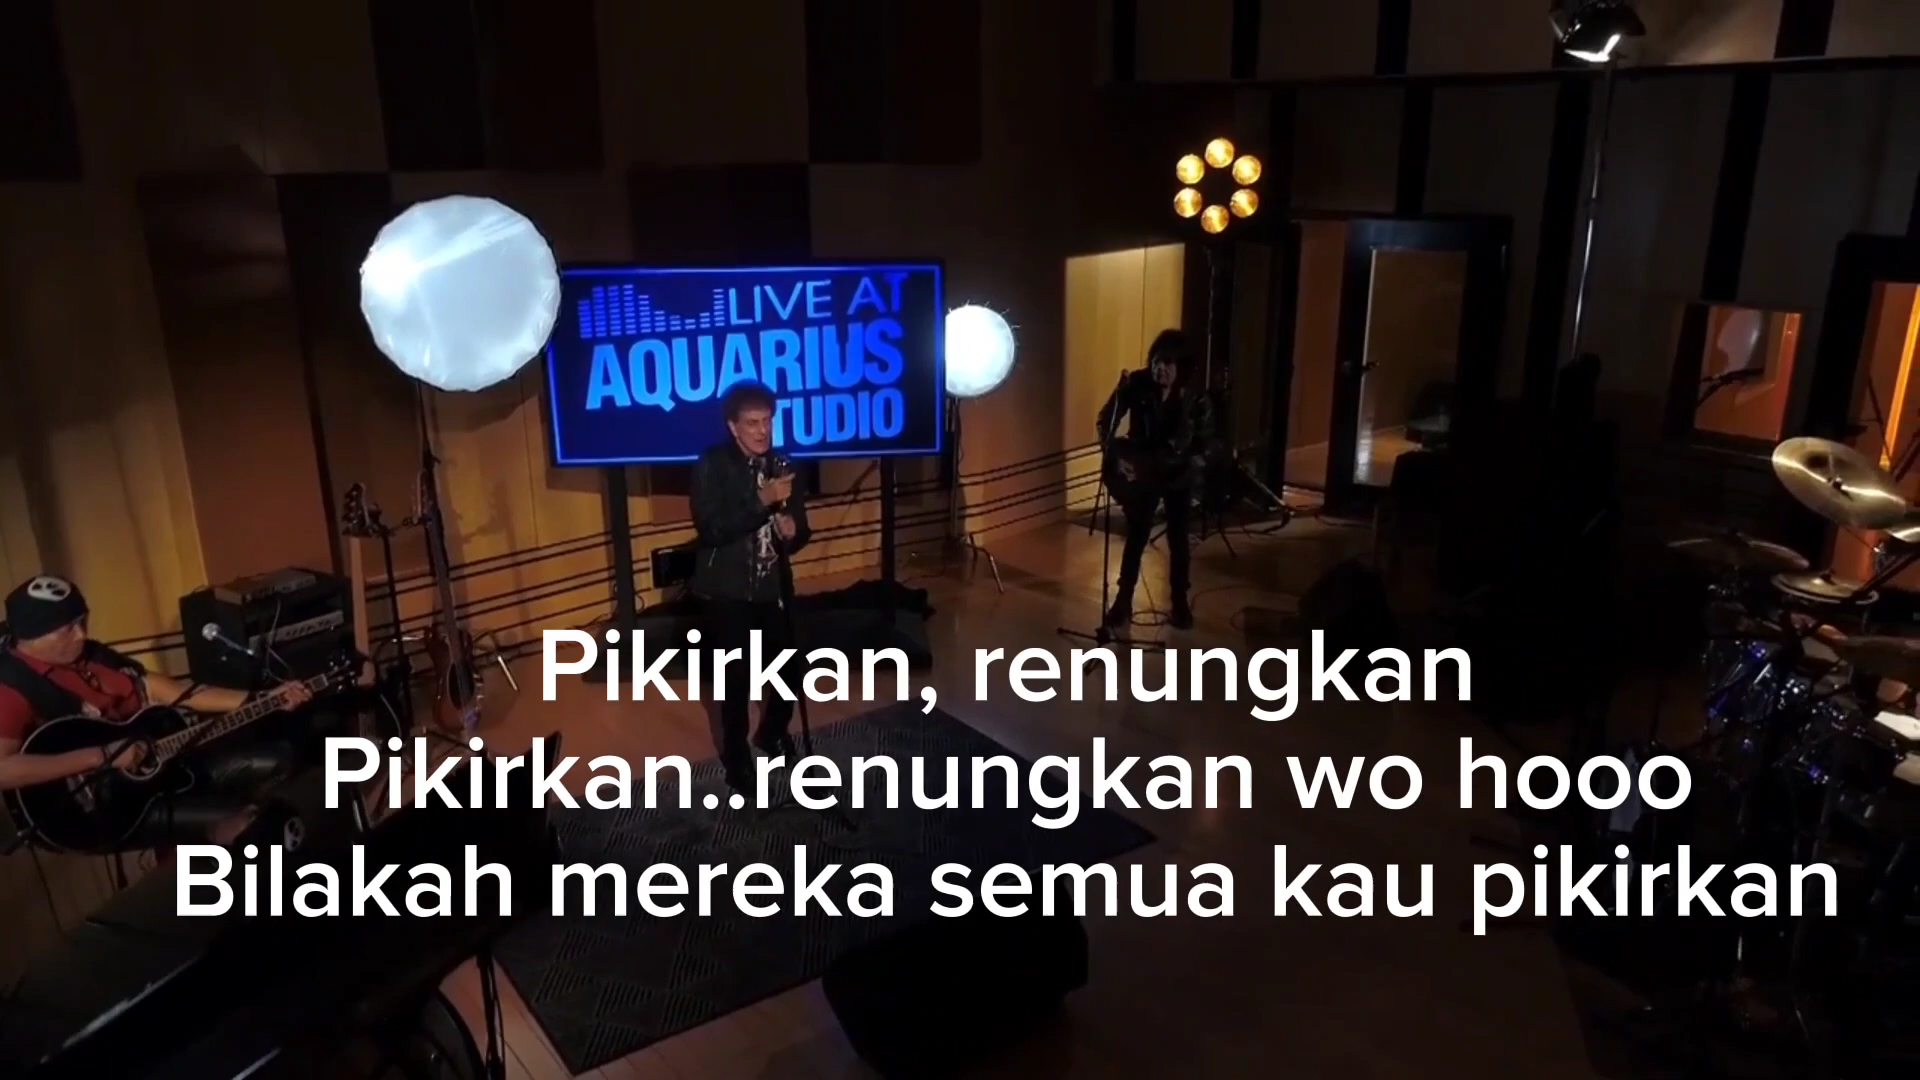 LIVE AT
AQUARIUS
TUDIO
Pikirkan, renungkan
Pikirkan..renungkan wo hooo
Bilakah mereka semua kau pikirkan